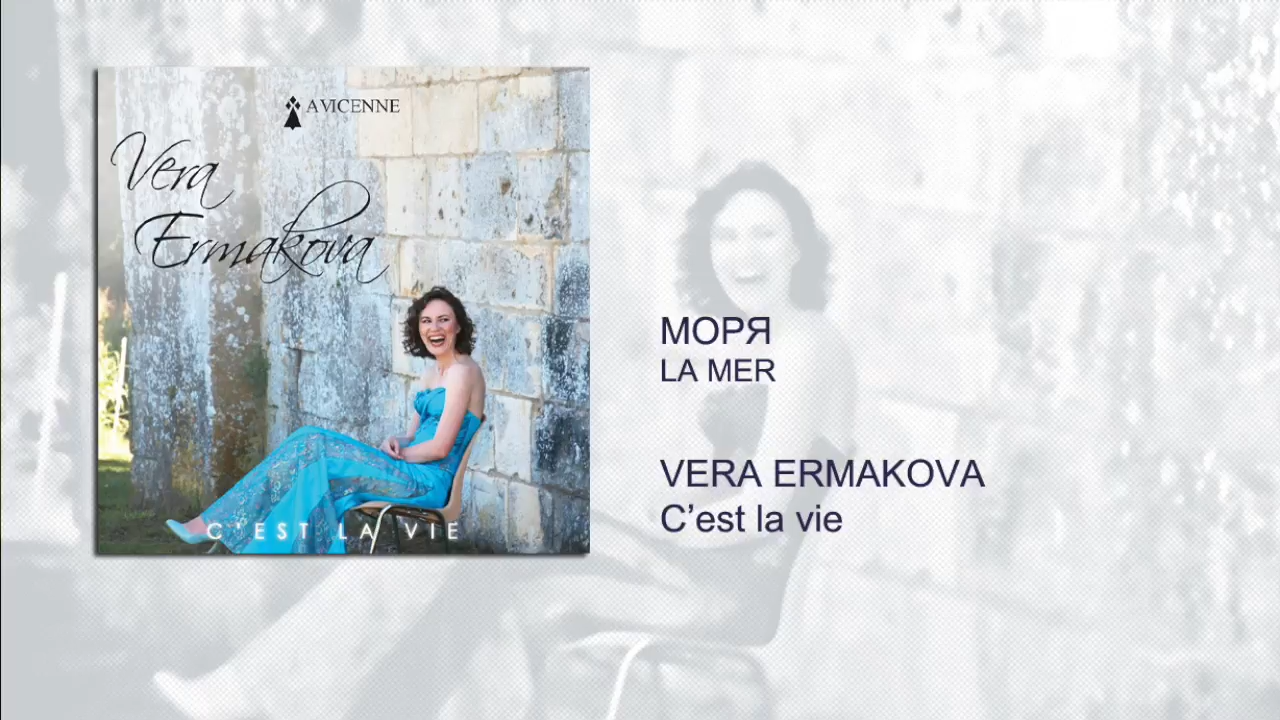 AVICENNE
Vera
Ermakova
C'EST LA VIE
МОРЯ
LA MER
VERA ERMAKOVA
C’est la vie